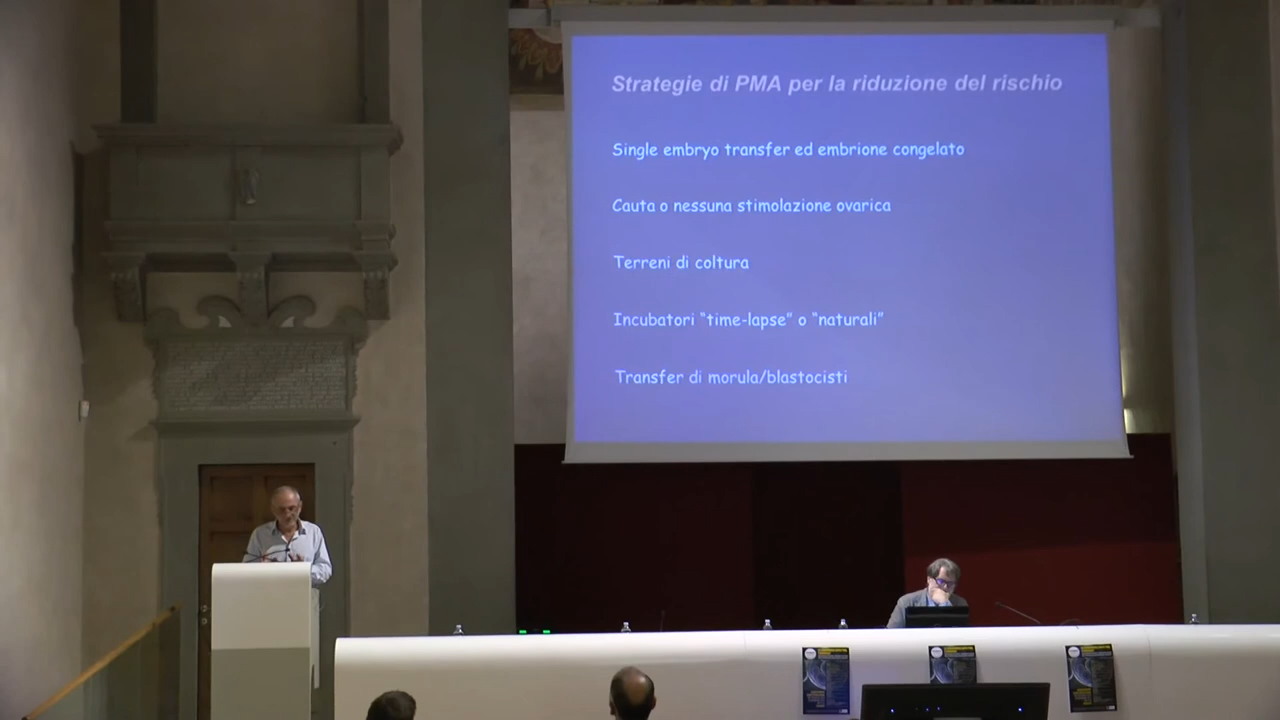 Strategie di PMA per la riduzione del rischio
Single embryo transfer ed embrione congelato
Cauta o nessuna stimolazione ovarica
Terreni di coltura
Incubatori “time-lapse” o “naturali”
Transfer di morula/blastocisti